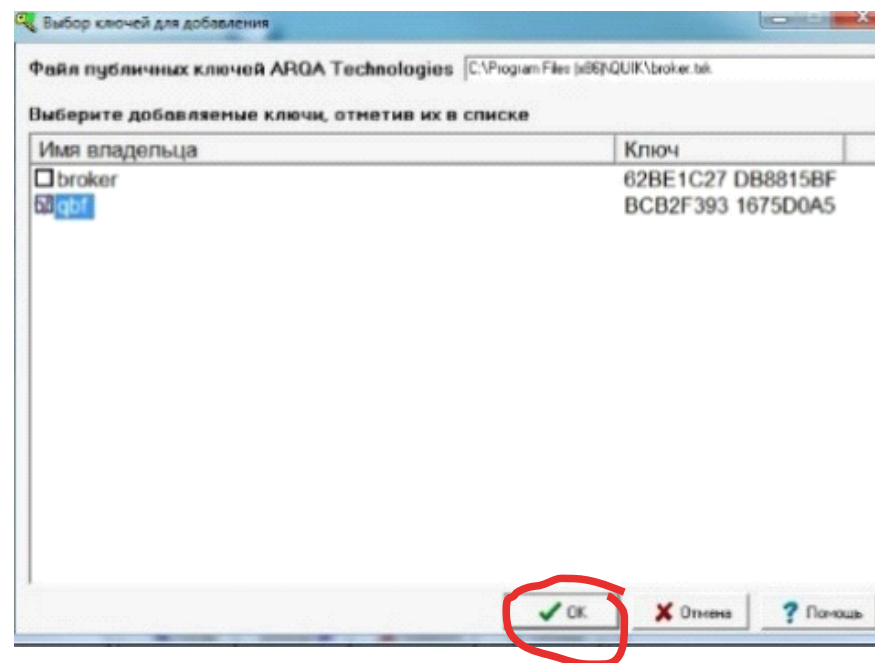 Выбор ключей для добавления
Файл публичных ключей ARQA Technologies C:\Program Files (x86)\QUIK\broker.txk
Выберите добавляемые ключи, отметив их в списке
Имя владельца Ключ
broker 62BE1C27 DB8815BF
qbf BCB2F393 1675D0A5
OK Отмена ? Помощь